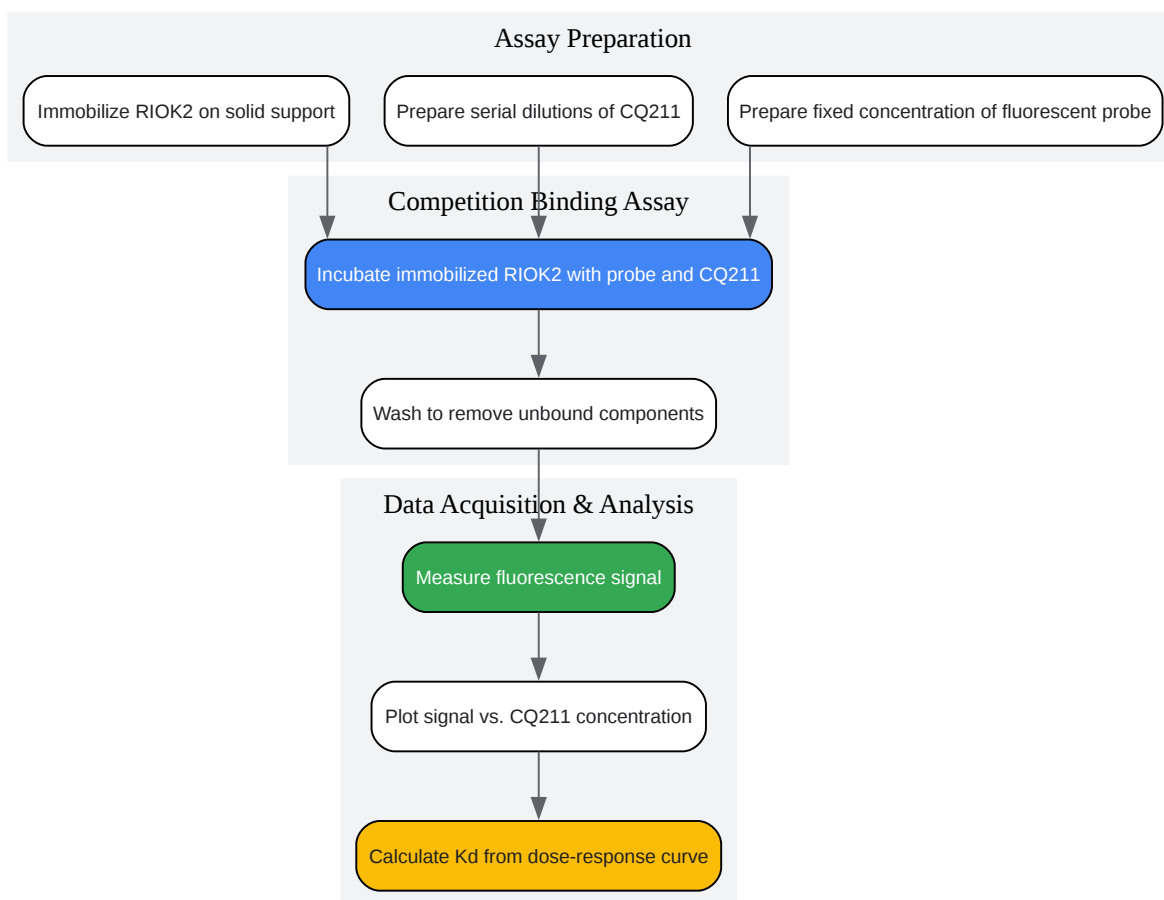 Assay Preparation
Immobilize RIOK2 on solid support
Prepare serial dilutions of CQ211
Prepare fixed concentration of fluorescent probe
Competition Binding Assay
Incubate immobilized RIOK2 with probe and CQ211
Wash to remove unbound components
Data Acquisition & Analysis
Measure fluorescence signal
Plot signal vs. CQ211 concentration
Calculate Kd from dose-response curve